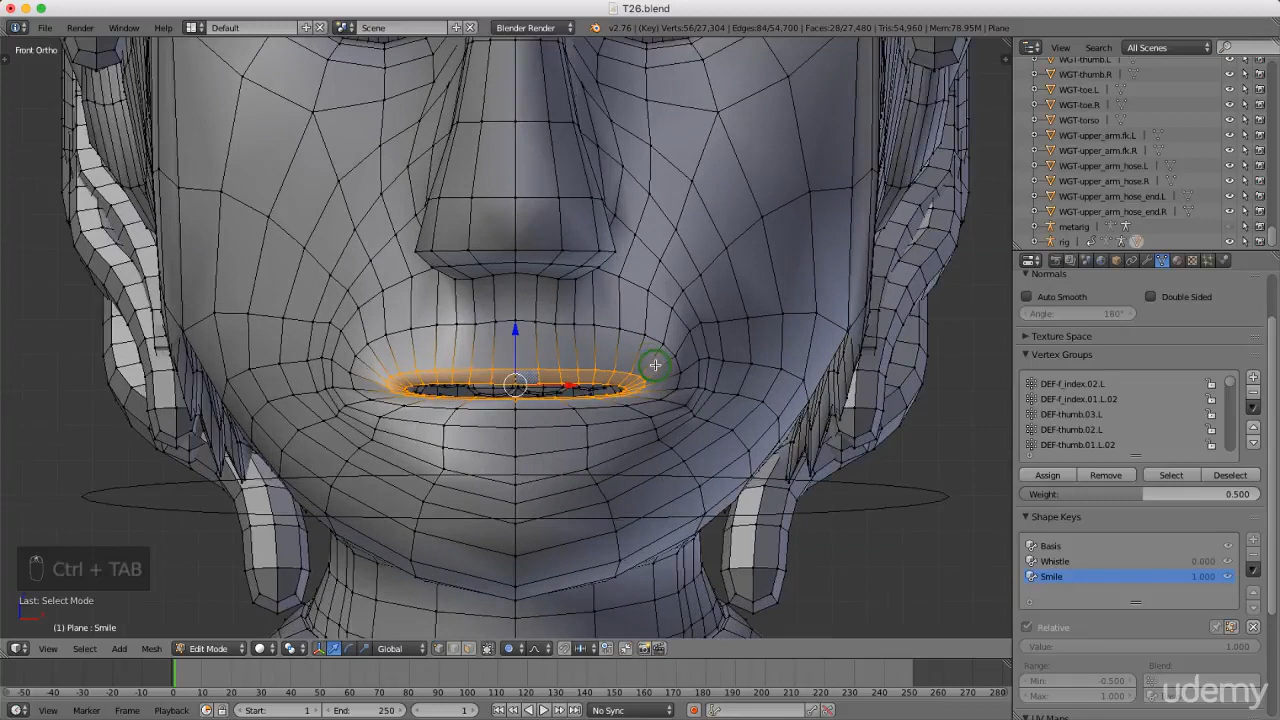 T26.blend
File Render Window Help Default Scene Blender Render v2.76 | (Key) Verts:56/27,304 | Edges:84/54,700 | Faces:28/27,480 | Tris:54,960 | Mem:78.95M | Plane
Front Ortho
View Search All Scenes
WGT-thumb.L
WGT-thumb.R
WGT-toe.L
WGT-toe.R
WGT-torso
WGT-upper_arm.fk.L
WGT-upper_arm.fk.R
WGT-upper_arm_hose.L
WGT-upper_arm_hose.R
WGT-upper_arm_hose_end.L
WGT-upper_arm_hose_end.R
metarig
rig
Normals
Auto Smooth Double Sided
Angle: 180°
Texture Space
Vertex Groups
DEF-f_index.02.L
DEF-f_index.01.L.02
DEF-thumb.03.L
DEF-thumb.02.L
DEF-thumb.01.L.02
Assign Remove Select Deselect
Weight: 0.500
Shape Keys
Basis
Whistle 0.000
Smile 1.000
Relative
Value: 1.000
Range: Blend:
Min: -0.500
Max: 1.000
UV Maps
udemy
Ctrl + TAB
Last: Select Mode
(1) Plane : Smile
View Select Add Mesh Edit Mode Global
-50 -40 -30 -20 -10 0 10 20 30 40 50 60 70 80 90 100 110 120 130 140 150 160 170 180 190 200 210 220 230 240 250 260 270 280
View Marker Frame Playback Start: 1 End: 250 1 No Sync